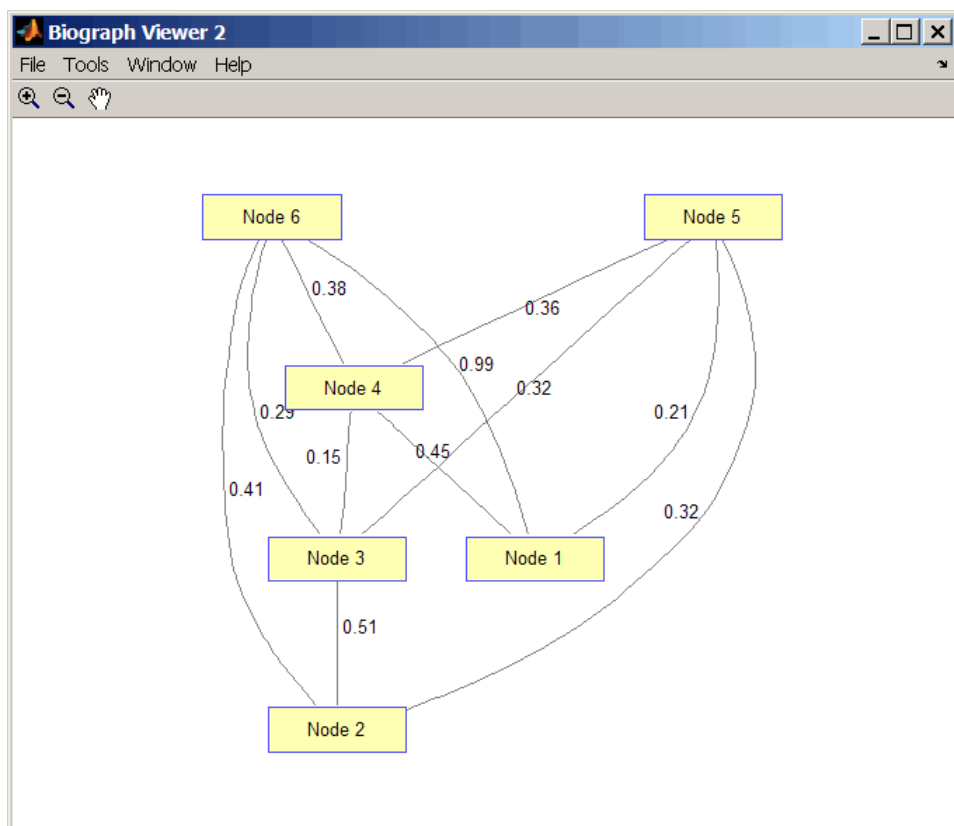 Biograph Viewer 2
File Tools Window Help
Node 6
Node 5
0.38
0.36
0.99
Node 4
0.32
0.29
0.21
0.15
0.45
0.41
0.32
Node 3
Node 1
0.51
Node 2